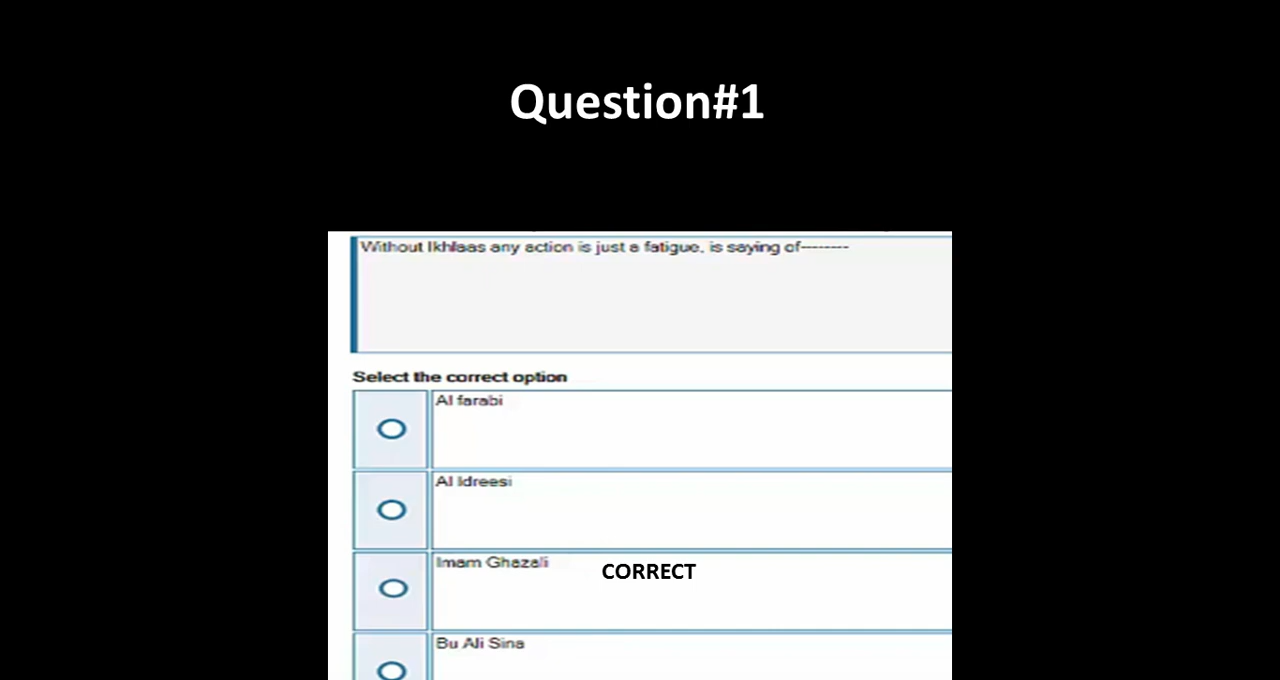 Question#1
Without Ikhlaas any action is just a fatigue, is saying of--------
Select the correct option
Al farabi
Al Idreesi
Imam Ghazali
CORRECT
Bu Ali Sina